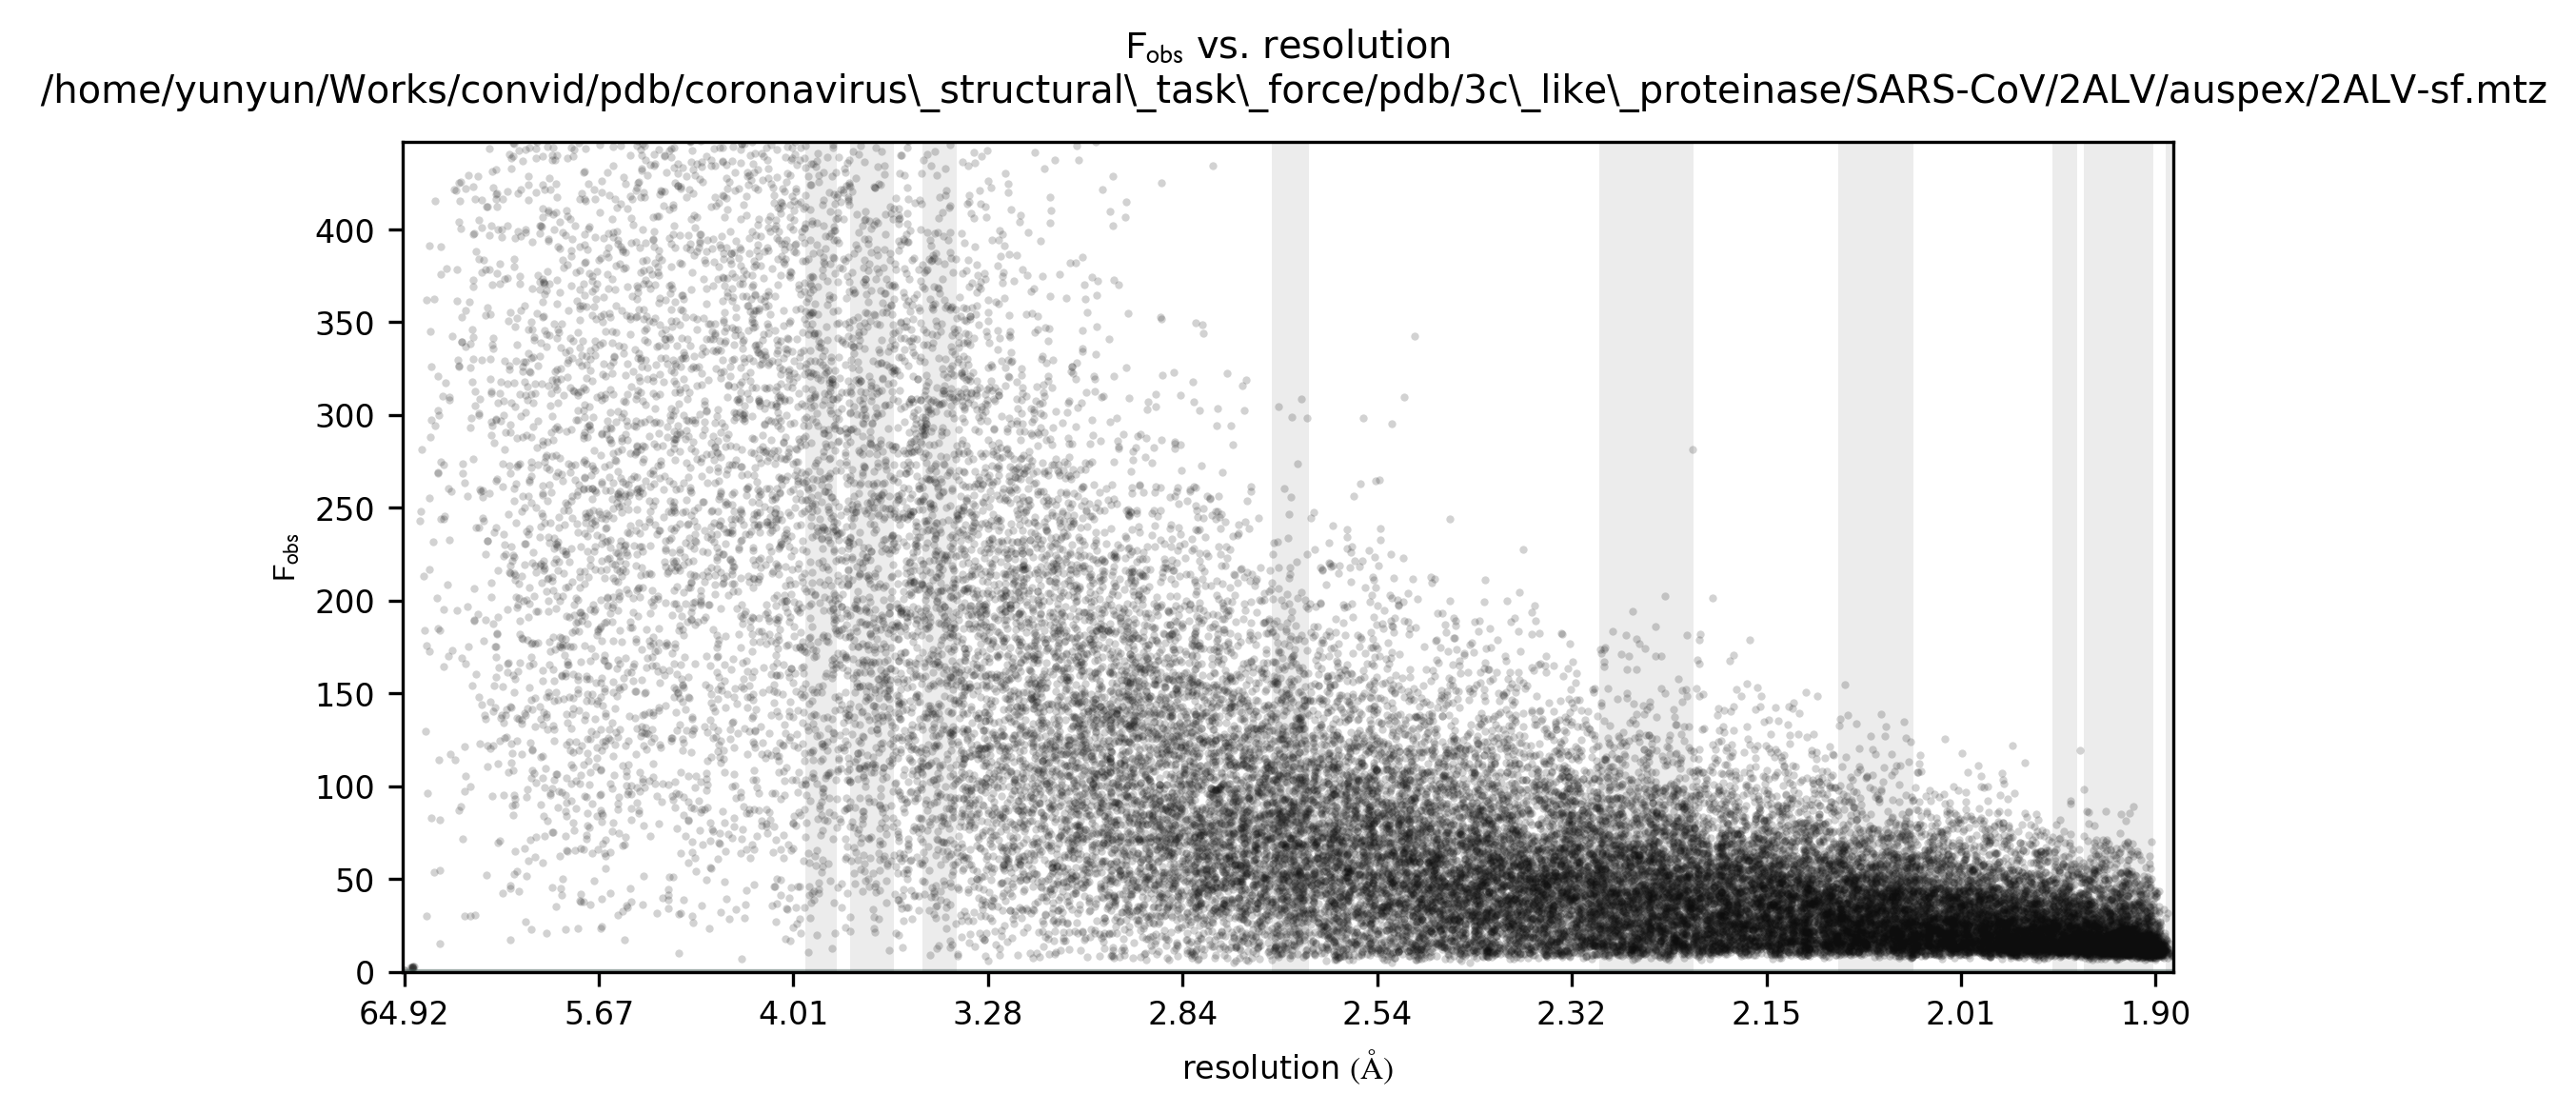 Fobs vs. resolution
/home/yunyun/Works/convid/pdb/coronavirus\_structural\_task\_force/pdb/3c\_like\_proteinase/SARS-CoV/2ALV/auspex/2ALV-sf.mtz
400
350
300
250
200
150
100
50
0
Fobs
64.92 5.67 4.01 3.28 2.84 2.54 2.32 2.15 2.01 1.90
resolution (Å)